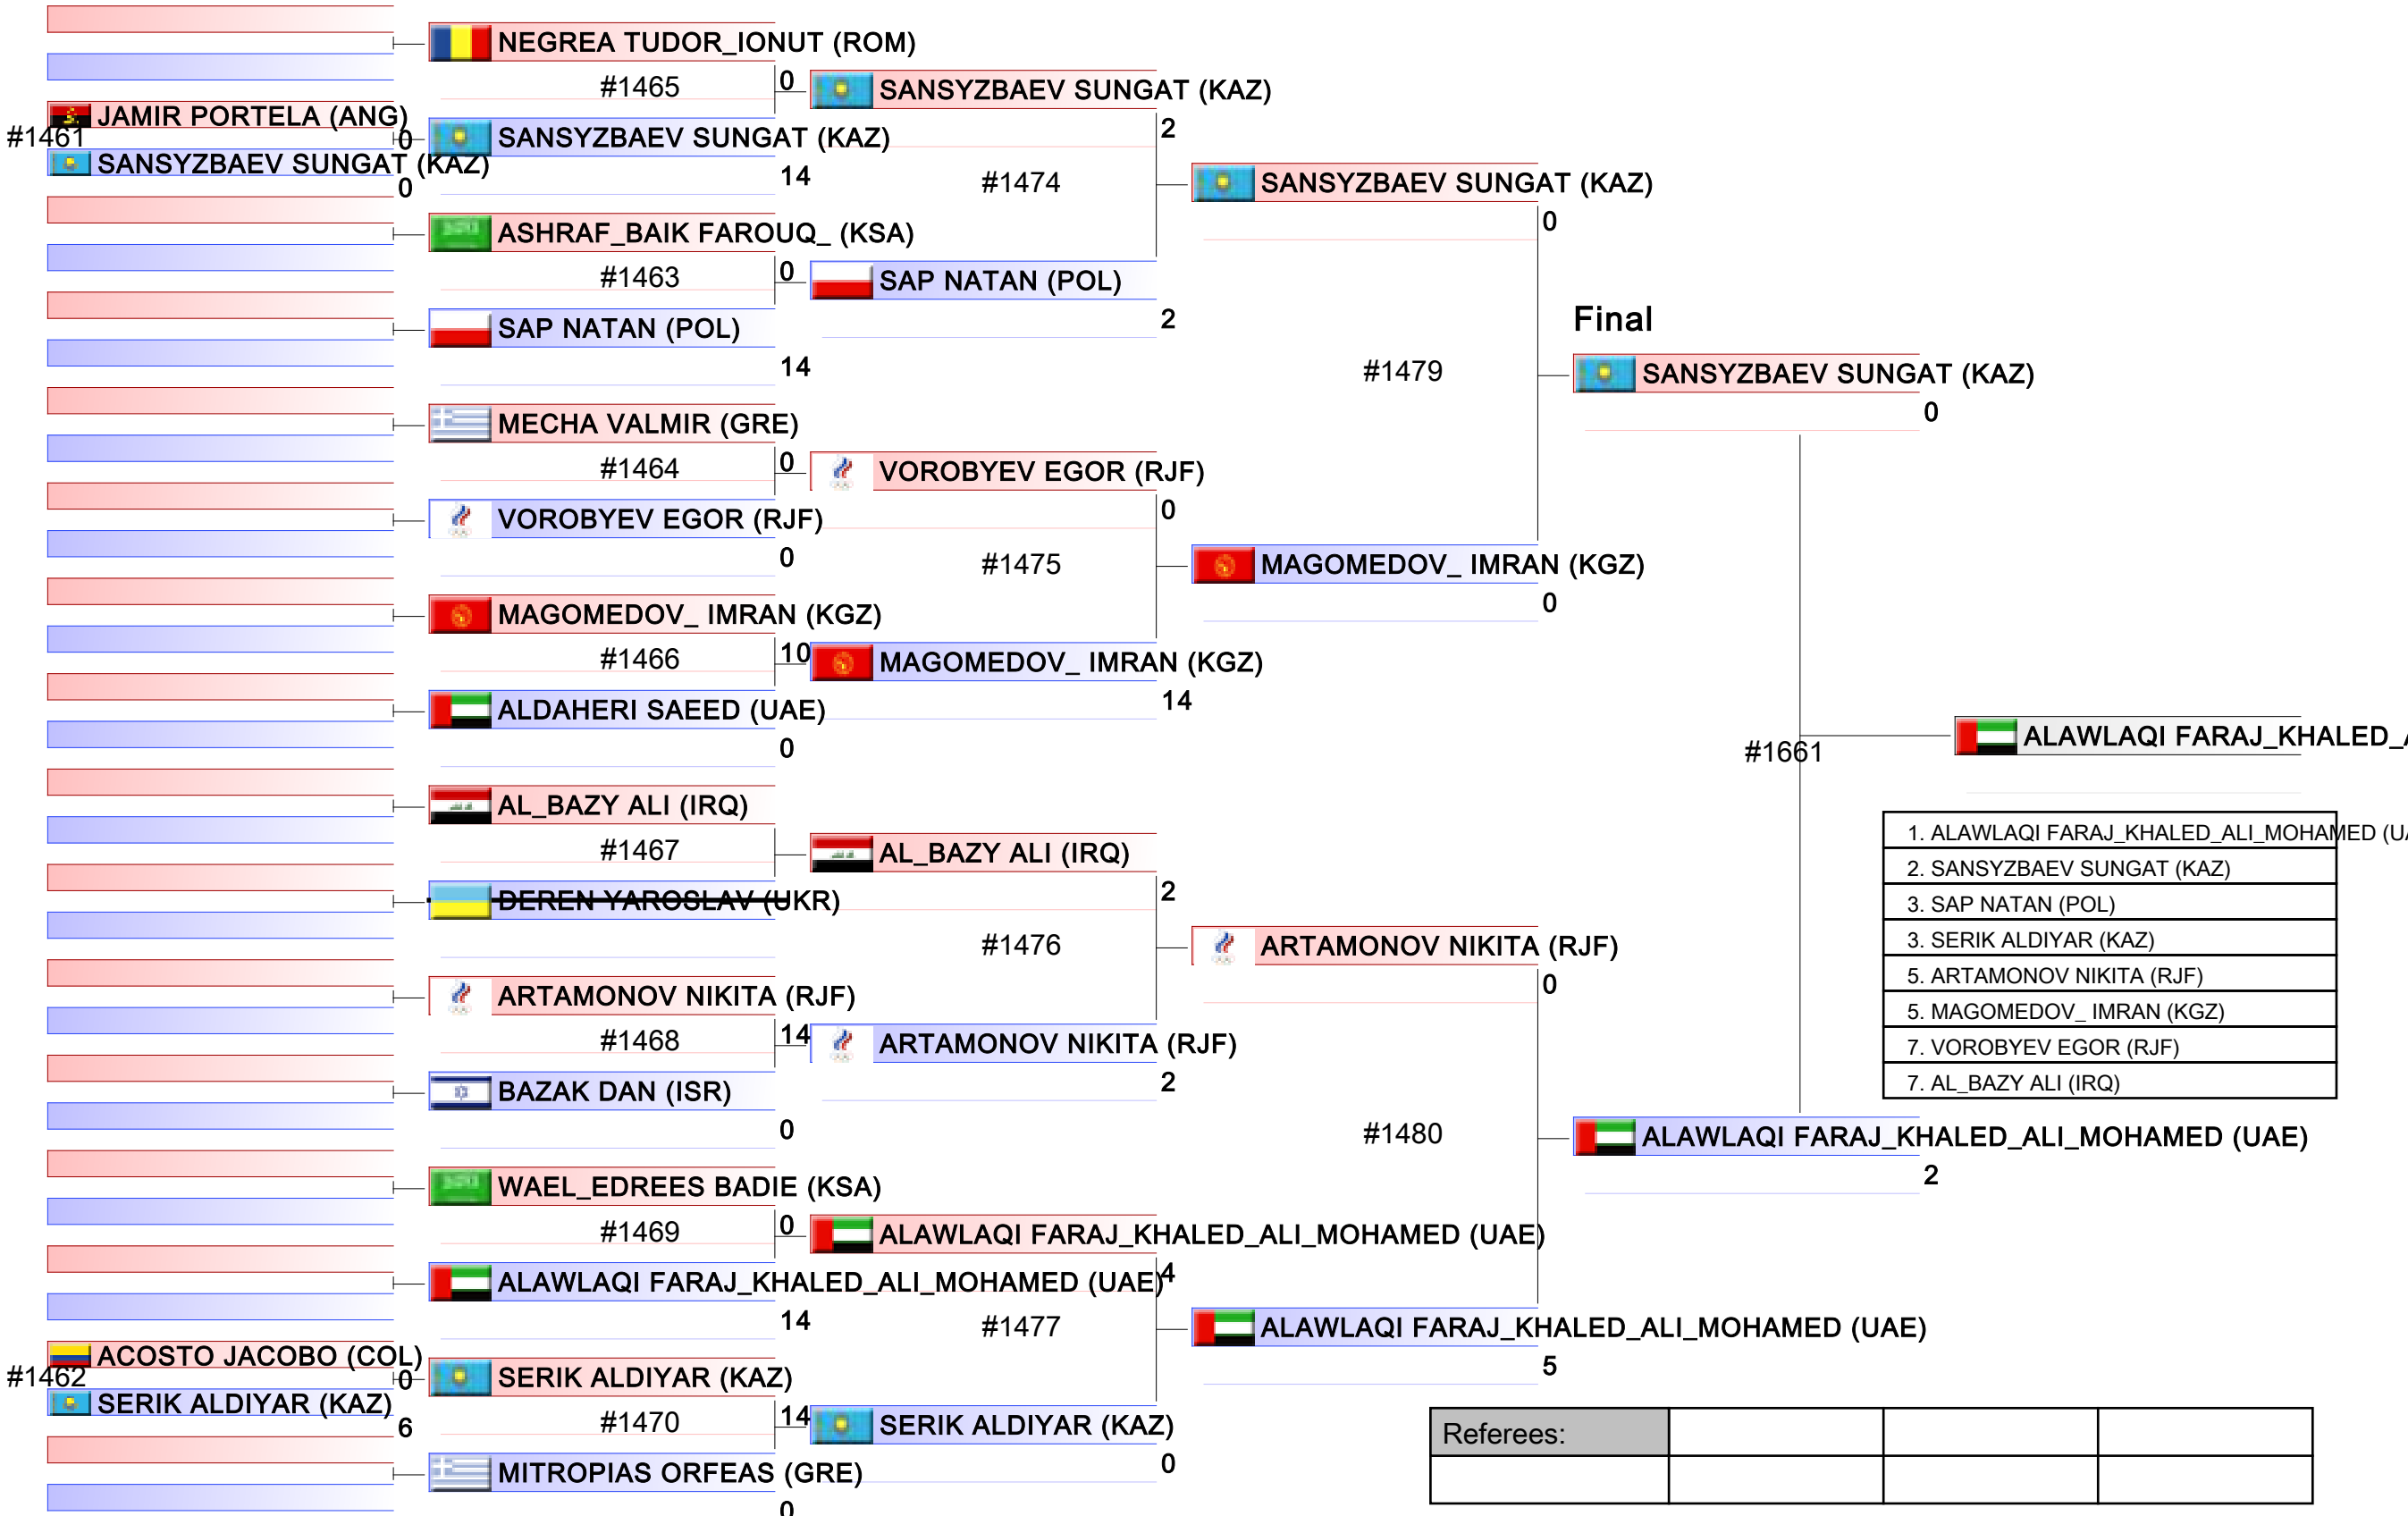 NEGREA TUDOR_IONUT (ROM)
#1465
0
SANSYZBAEV SUNGAT (KAZ)
2
JAMIR PORTELA (ANG)
#1461
0
SANSYZBAEV SUNGAT (KAZ)
0
SANSYZBAEV SUNGAT (KAZ)
14
#1474
SANSYZBAEV SUNGAT (KAZ)
0
ASHRAF_BAIK FAROUQ_ (KSA)
#1463
0
SAP NATAN (POL)
2
SAP NATAN (POL)
14
Final
#1479
SANSYZBAEV SUNGAT (KAZ)
0
MECHA VALMIR (GRE)
#1464
0
VOROBYEV EGOR (RJF)
0
VOROBYEV EGOR (RJF)
0
#1475
MAGOMEDOV_ IMRAN (KGZ)
0
MAGOMEDOV_ IMRAN (KGZ)
#1466
10
MAGOMEDOV_ IMRAN (KGZ)
14
ALDAHERI SAEED (UAE)
0
#1661
ALAWLAQI FARAJ_KHALED_
AL_BAZY ALI (IRQ)
#1467
AL_BAZY ALI (IRQ)
2
DEREN YAROSLAV (UKR)
#1476
ARTAMONOV NIKITA (RJF)
0
1. ALAWLAQI FARAJ_KHALED_ALI_MOHAMED (UA
2. SANSYZBAEV SUNGAT (KAZ)
3. SAP NATAN (POL)
3. SERIK ALDIYAR (KAZ)
5. ARTAMONOV NIKITA (RJF)
5. MAGOMEDOV_ IMRAN (KGZ)
7. VOROBYEV EGOR (RJF)
7. AL_BAZY ALI (IRQ)
ARTAMONOV NIKITA (RJF)
#1468
14
ARTAMONOV NIKITA (RJF)
2
BAZAK DAN (ISR)
0
#1480
ALAWLAQI FARAJ_KHALED_ALI_MOHAMED (UAE)
2
WAEL_EDREES BADIE (KSA)
#1469
0
ALAWLAQI FARAJ_KHALED_ALI_MOHAMED (UAE)
4
ALAWLAQI FARAJ_KHALED_ALI_MOHAMED (UAE)
14
#1477
ALAWLAQI FARAJ_KHALED_ALI_MOHAMED (UAE)
5
ACOSTO JACOBO (COL)
#1462
0
SERIK ALDIYAR (KAZ)
6
SERIK ALDIYAR (KAZ)
#1470
14
SERIK ALDIYAR (KAZ)
0
MITROPIAS ORFEAS (GRE)
0
Referees: